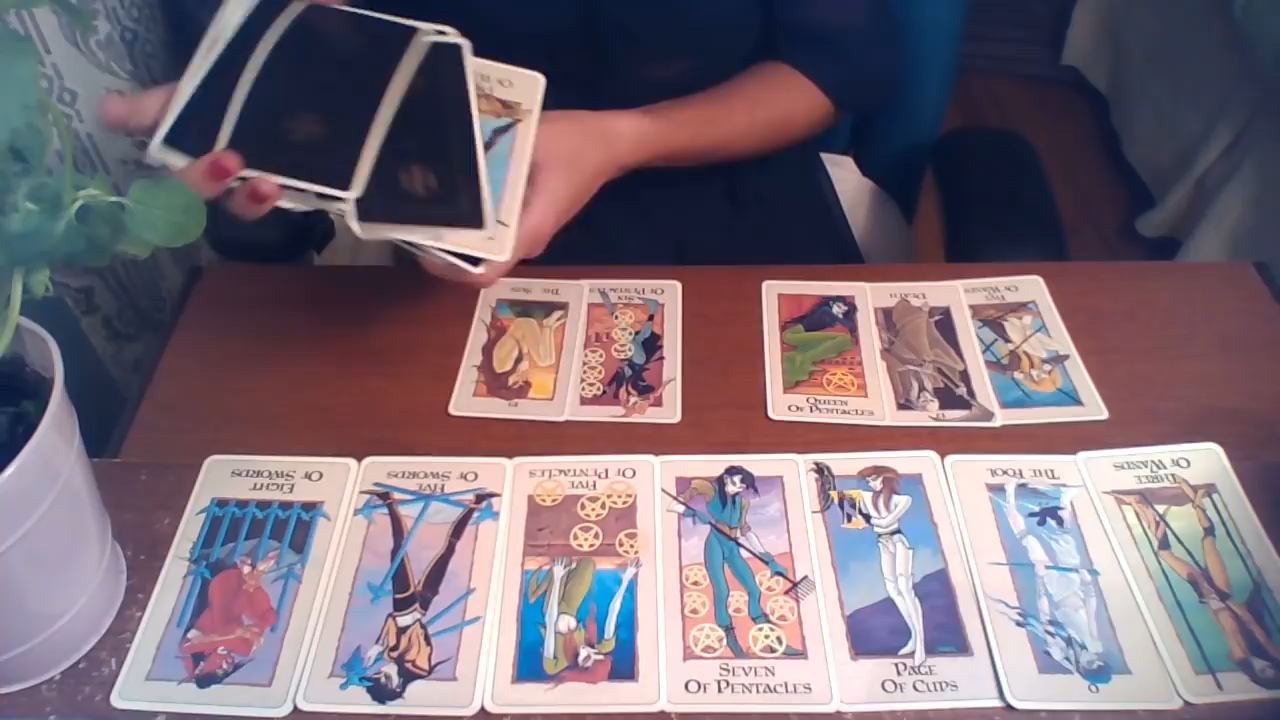 THE SUN
SIX
OF PENTACLES
QUEEN
OF PENTACLES
DEATH
FIVE
OF WANDS
EIGHT
OF SWORDS
FIVE
OF SWORDS
FIVE
OF PENTACLES
SEVEN
OF PENTACLES
PAGE
OF CUPS
THE FOOL
0
THREE
OF WANDS